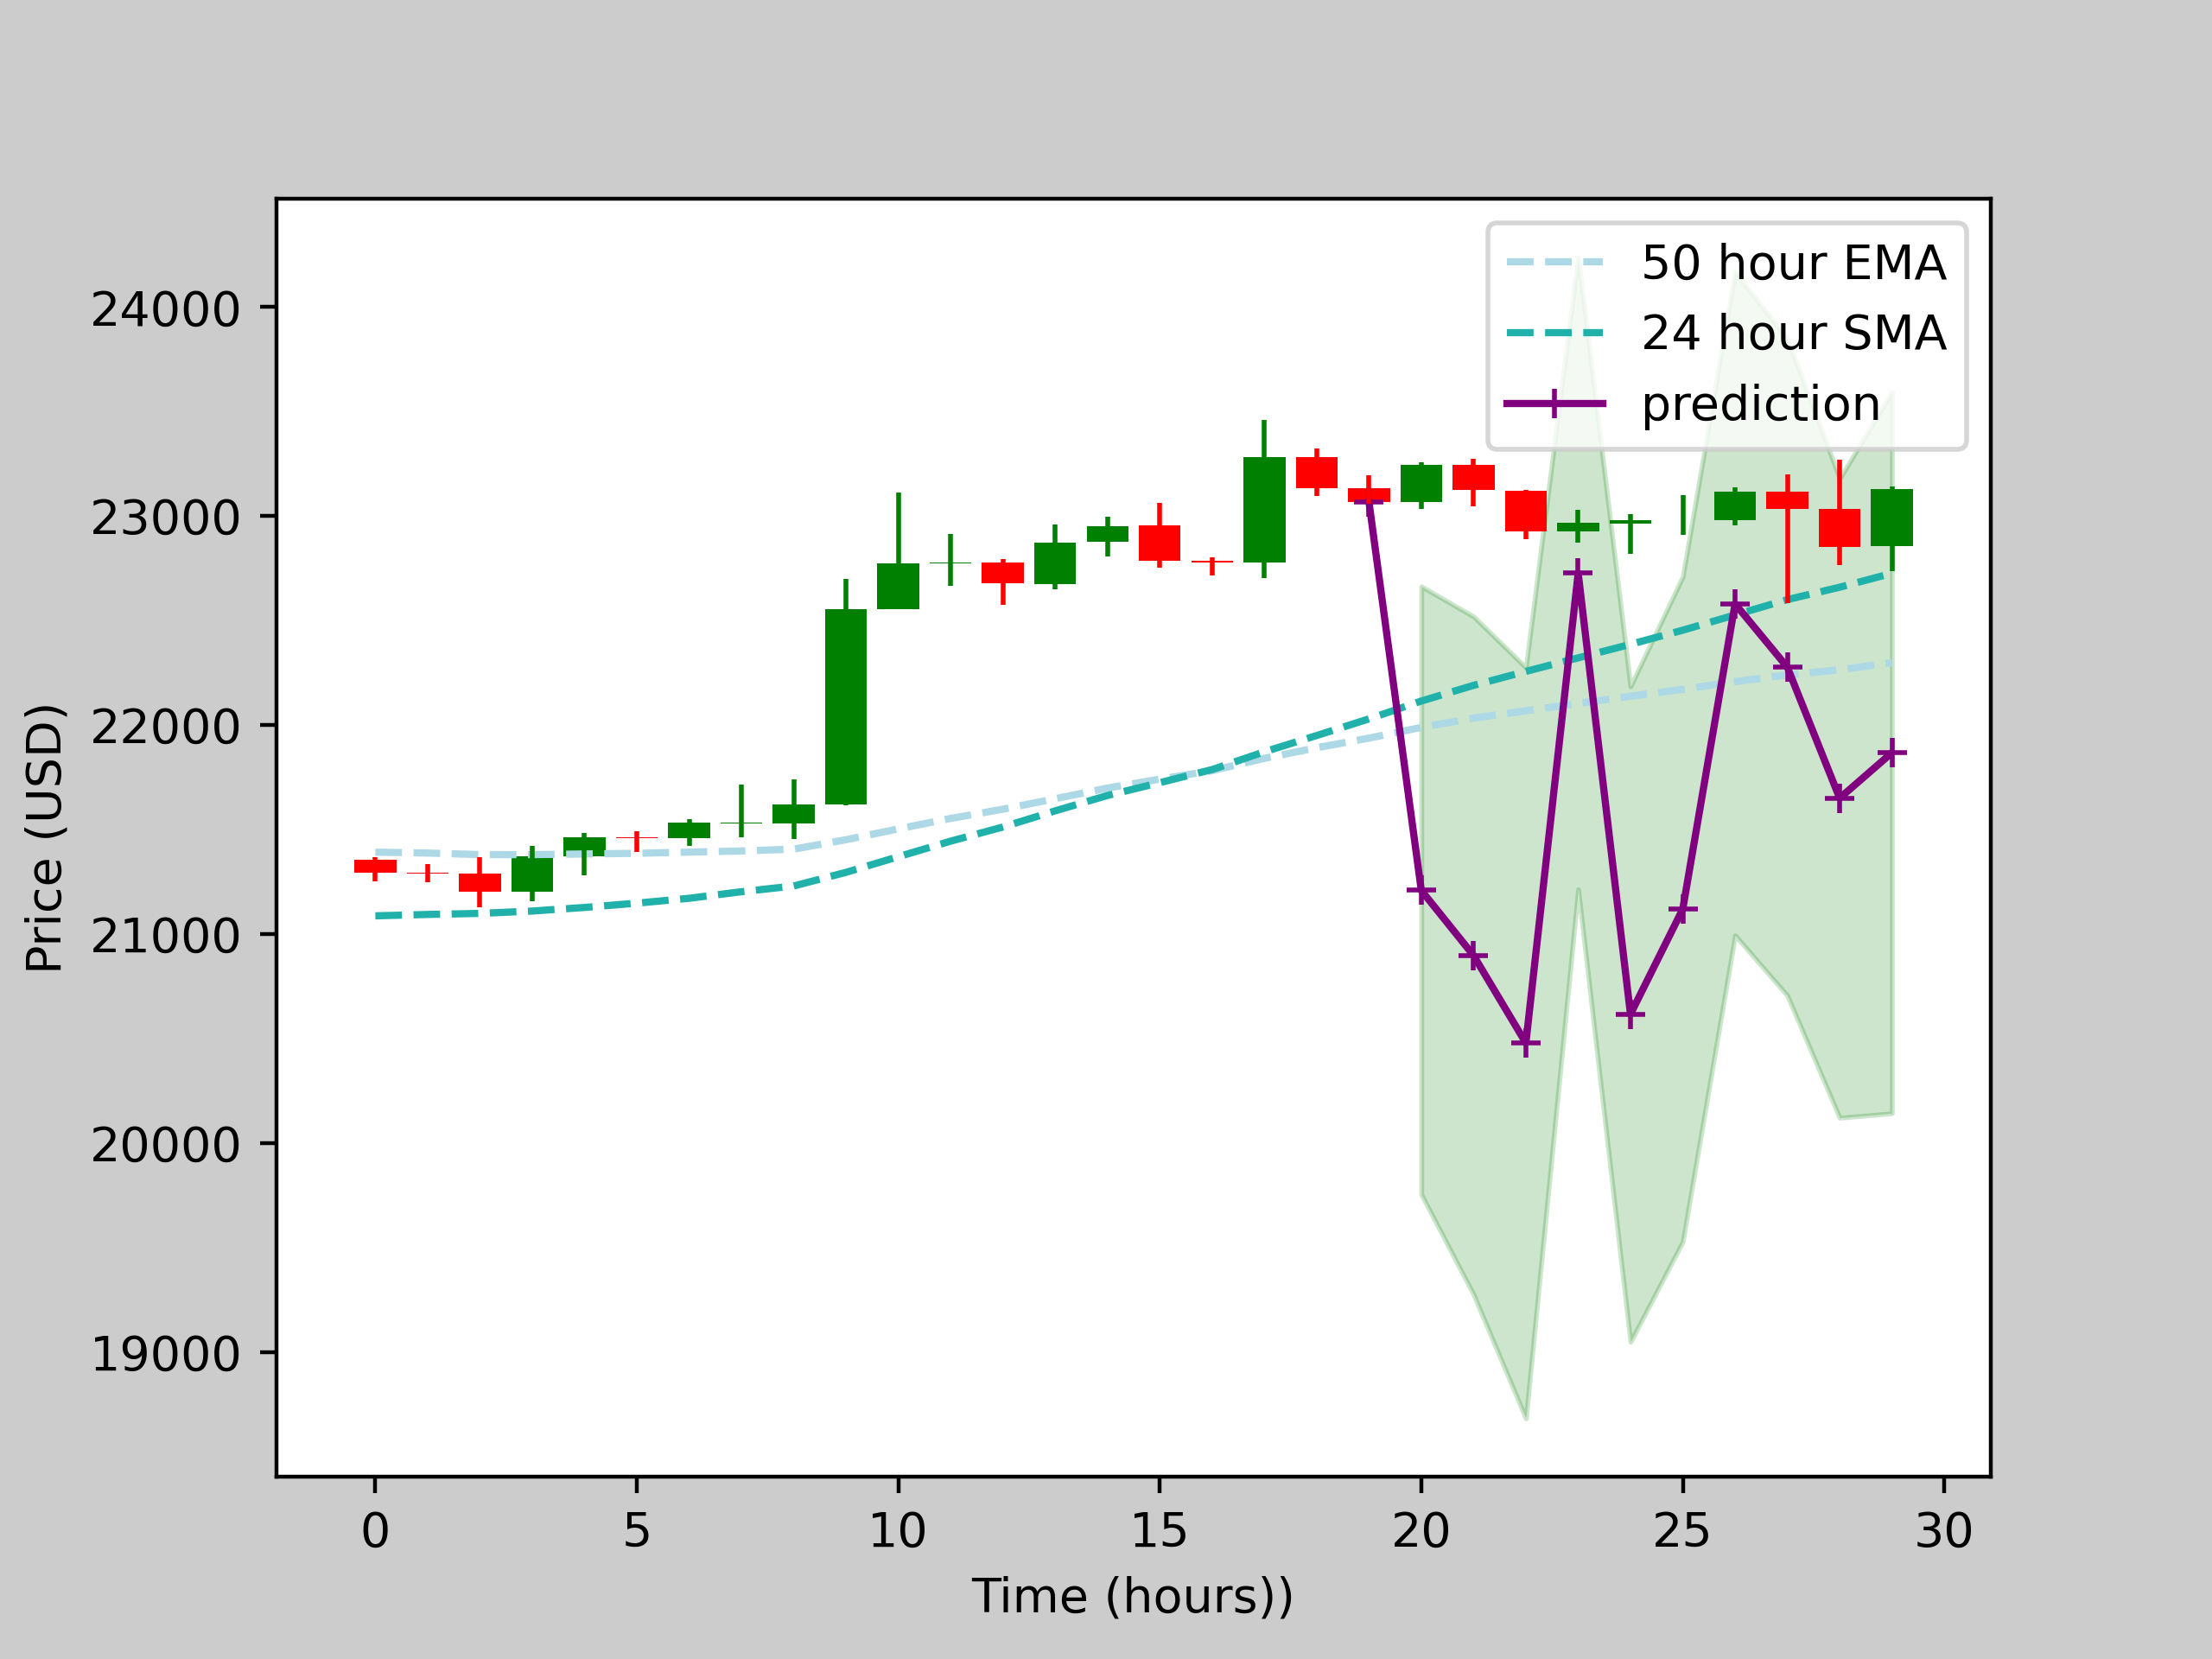 50 hour EMA
24 hour SMA
prediction
24000
23000
22000
21000
20000
19000
Price (USD)
0 5 10 15 20 25 30
Time (hours))